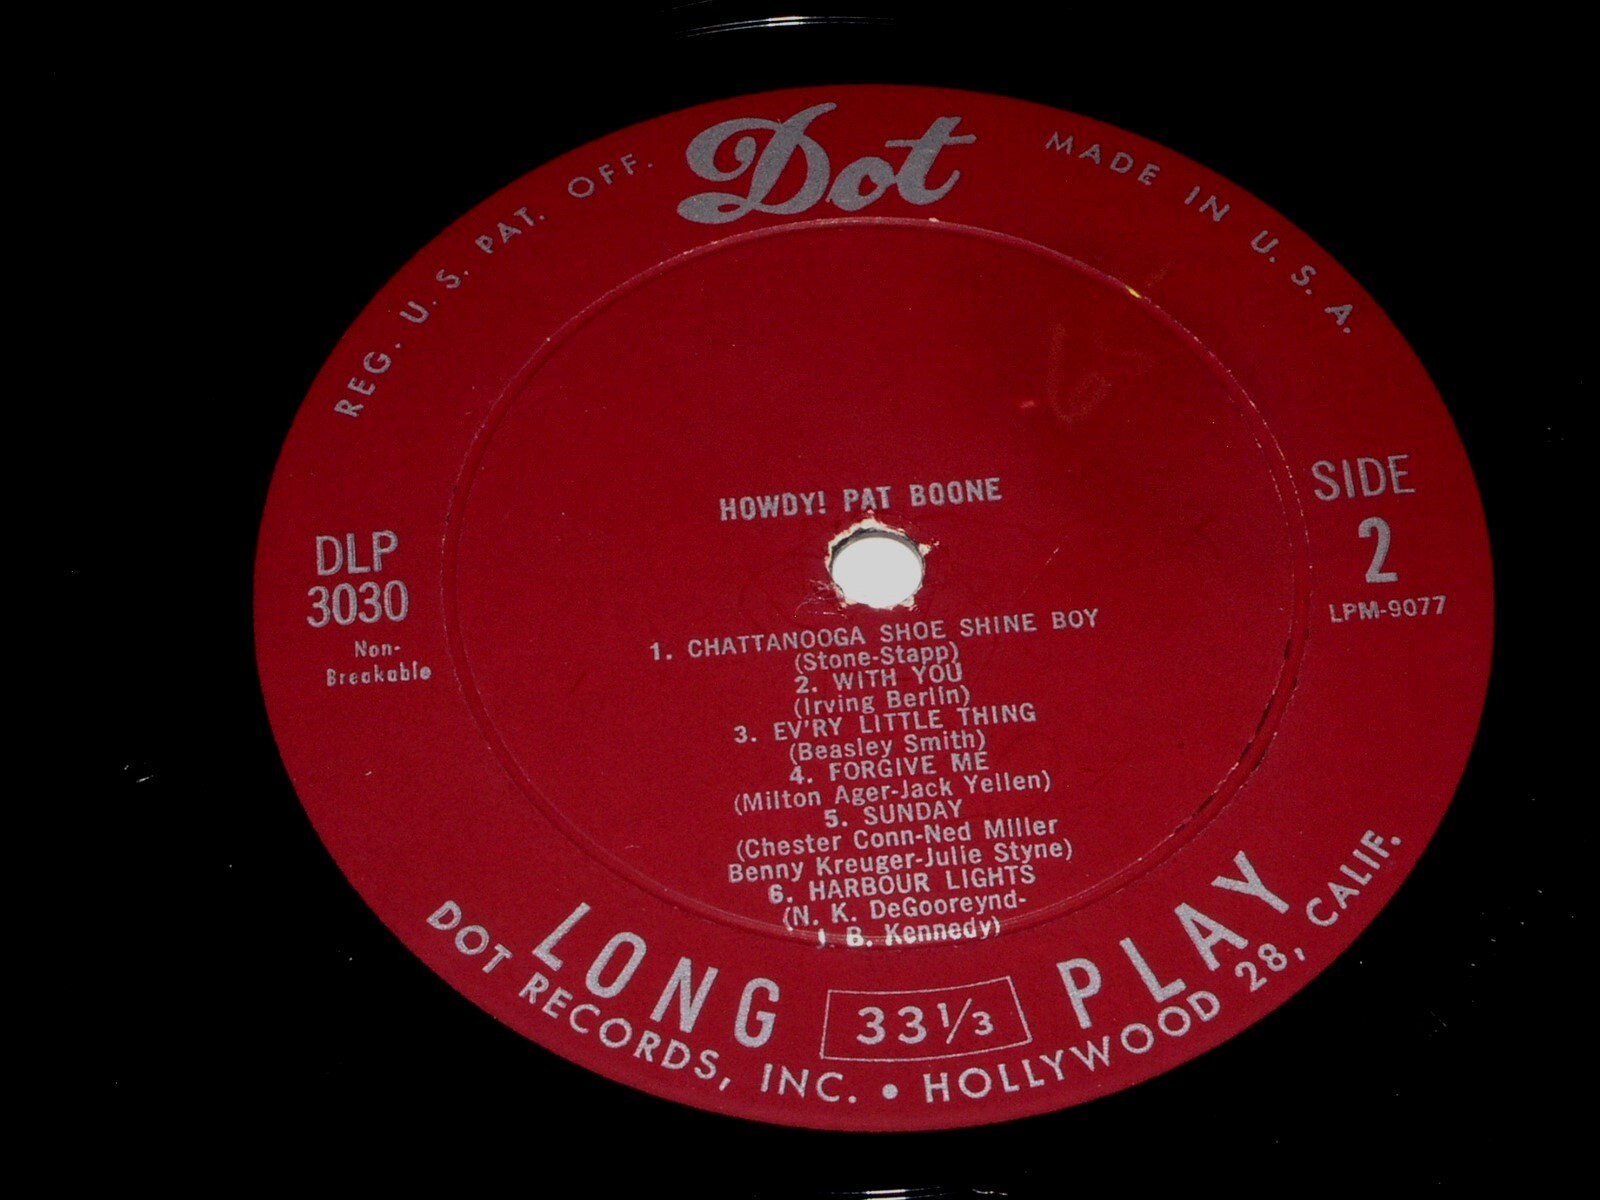 Dot
REG. U. S. PAT. OFF.
MADE IN U. S. A.
HOWDY! PAT BOONE
SIDE
2
LPM-9077
DLP
3030
Non-
Breakable
1. CHATTANOOGA SHOE SHINE BOY
(Stone-Stapp)
2. WITH YOU
(Irving Berlin)
3. EV'RY LITTLE THING
(Beasley Smith)
4. FORGIVE ME
(Milton Ager-Jack Yellen)
5. SUNDAY
(Chester Conn-Ned Miller
Benny Kreuger-Julie Styne)
6. HARBOUR LIGHTS
(N. K. DeGooreynd-
J B. Kennedy)
LONG 33 1/3 PLAY
DOT RECORDS, INC. • HOLLYWOOD 28, CALIF.